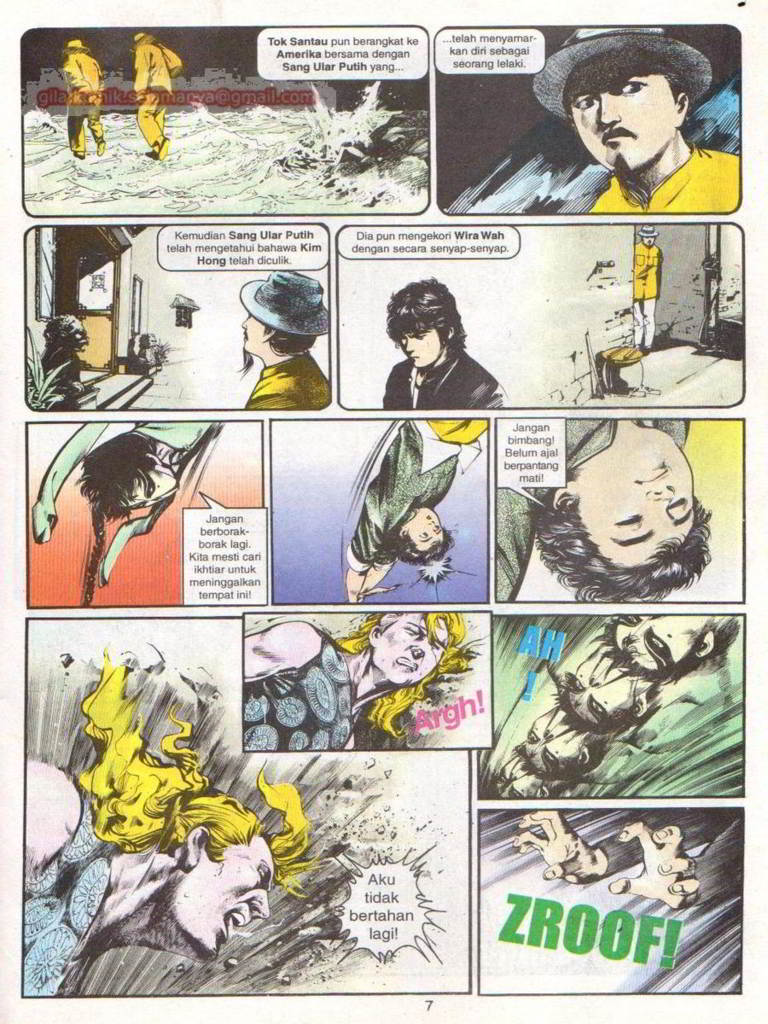 Tok Santau pun berangkat ke
Amerika bersama dengan
Sang Ular Putih yang...
...telah menyamar-
kan diri sebagai
seorang lelaki.
Kemudian Sang Ular Putih
telah mengetahui bahawa Kim
Hong telah diculik.
Dia pun mengekori Wira Wah
dengan secara senyap-senyap.
Jangan
berborak-
borak lagi.
Kita mesti cari
ikhtiar untuk
meninggalkan
tempat ini!
Jangan
bimbang!
Belum ajal
berpantang
mati!
Argh!
AH
!
Aku
tidak
bertahan
lagi!
ZROOF!
7